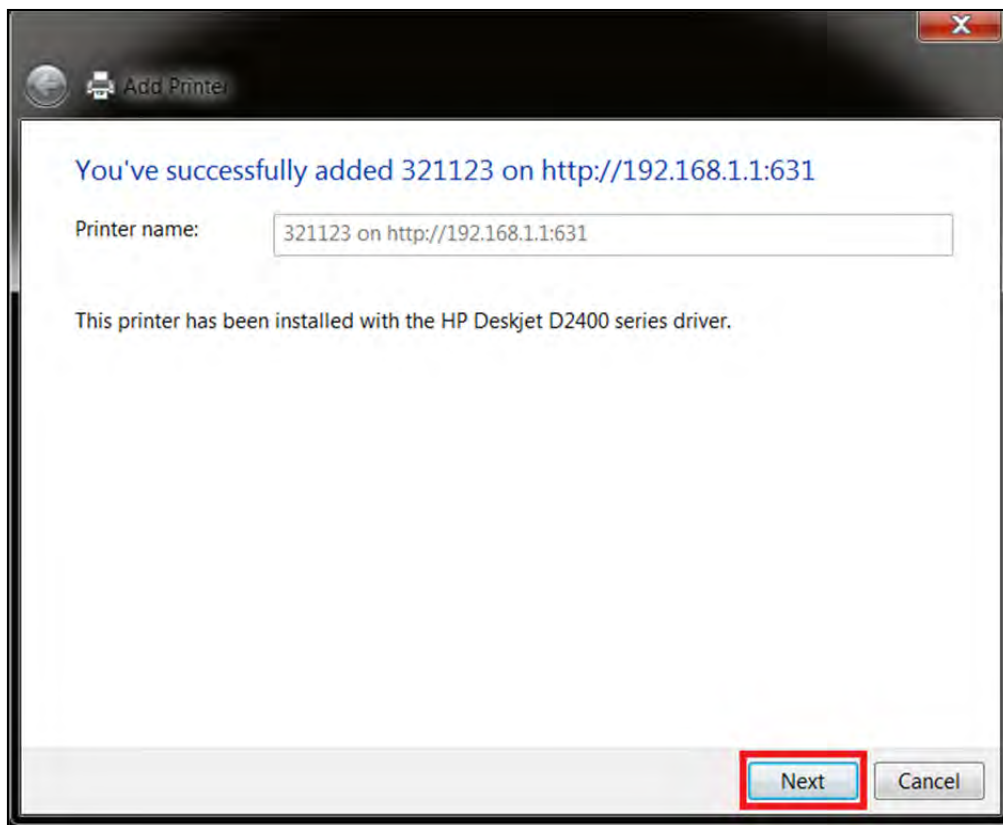 Add Printer
You've successfully added 321123 on http://192.168.1.1:631
Printer name:
321123 on http://192.168.1.1:631
This printer has been installed with the HP Deskjet D2400 series driver.
Next
Cancel